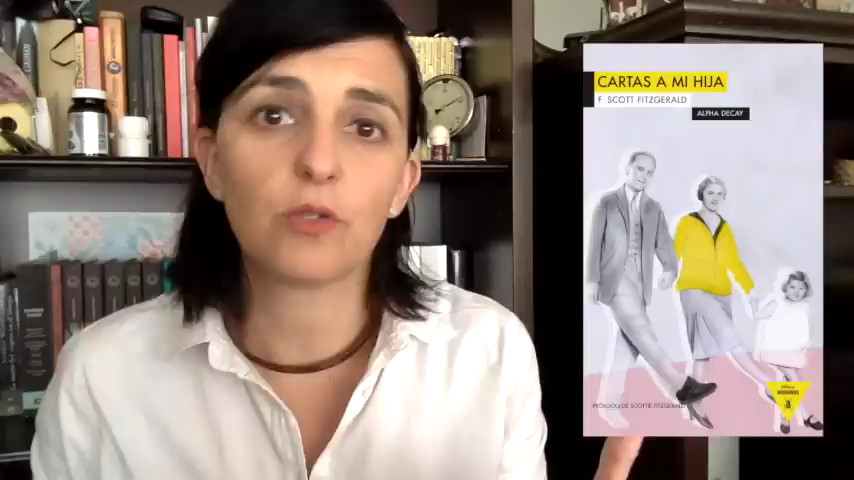 CARTAS A MI HIJA
F. SCOTT FITZGERALD
ALPHA DECAY
PRÓLOGO DE SCOTTIE FITZGERALD